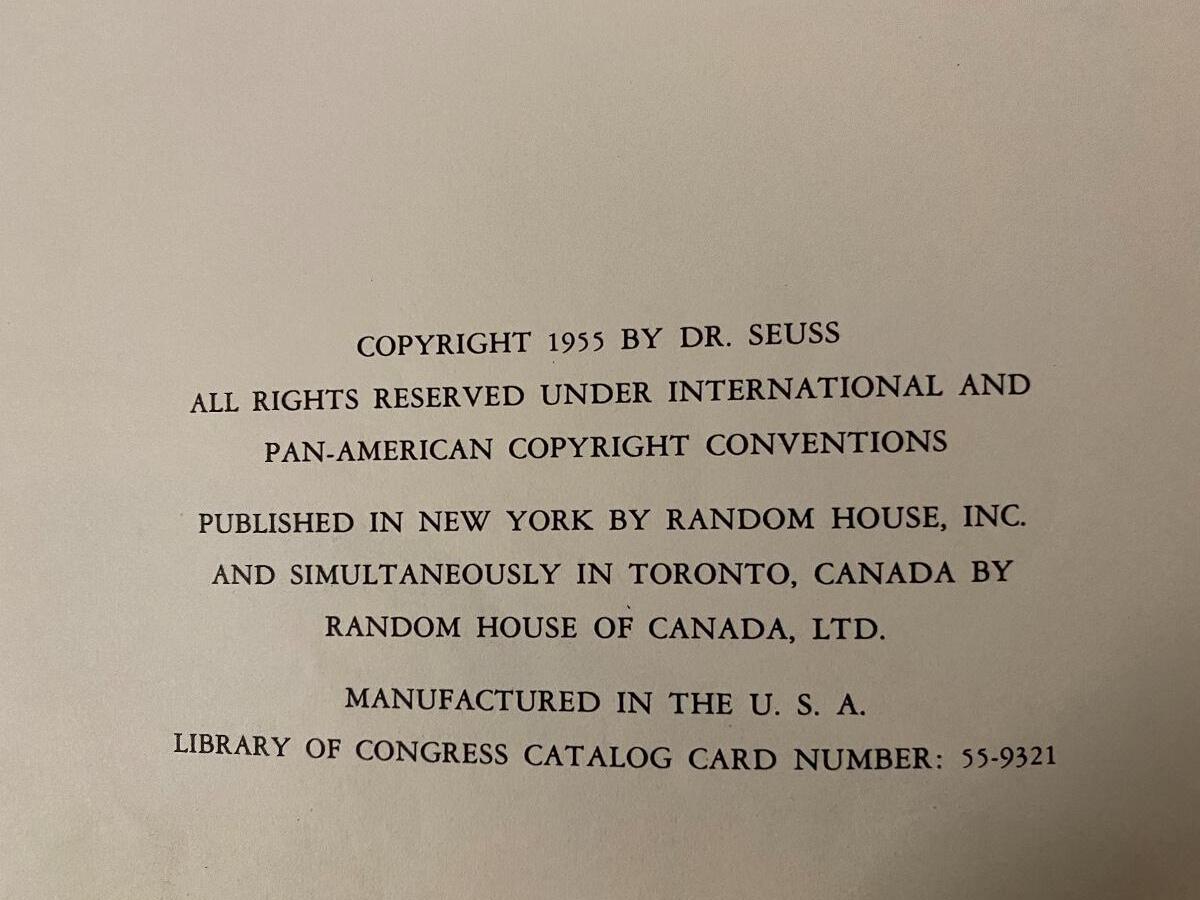 COPYRIGHT 1955 BY DR. SEUSS
ALL RIGHTS RESERVED UNDER INTERNATIONAL AND
PAN-AMERICAN COPYRIGHT CONVENTIONS
PUBLISHED IN NEW YORK BY RANDOM HOUSE, INC.
AND SIMULTANEOUSLY IN TORONTO, CANADA BY
RANDOM HOUSE OF CANADA, LTD.
MANUFACTURED IN THE U. S. A.
LIBRARY OF CONGRESS CATALOG CARD NUMBER: 55-9321